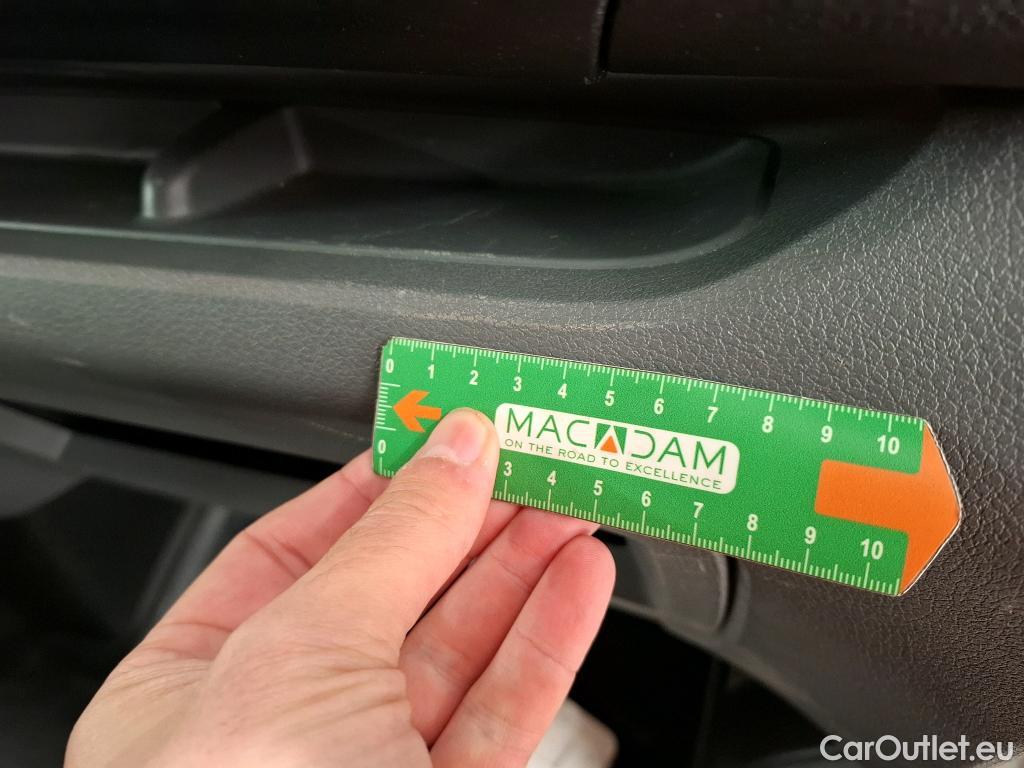 0 1 2 3 4 5 6 7 8 9 10
MACADAM
ON THE ROAD TO EXCELLENCE
0 3 4 5 6 7 8 9 10
CarOutlet.eu